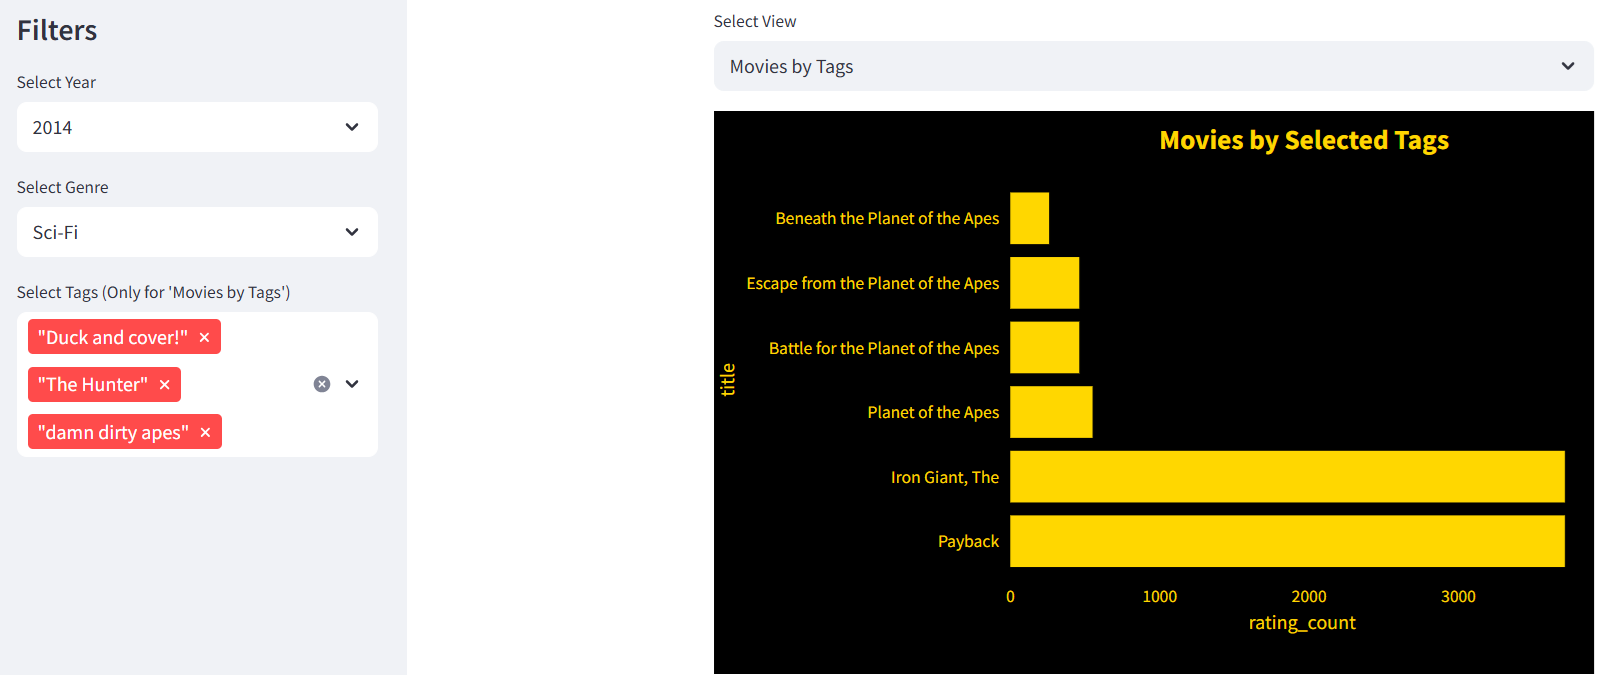 Filters
Select Year
2014
Select Genre
Sci-Fi
Select Tags (Only for 'Movies by Tags')
"Duck and cover!" ×
"The Hunter" ×
"damn dirty apes" ×
Select View
Movies by Tags
Movies by Selected Tags
title
Beneath the Planet of the Apes
Escape from the Planet of the Apes
Battle for the Planet of the Apes
Planet of the Apes
Iron Giant, The
Payback
0 1000 2000 3000
rating_count